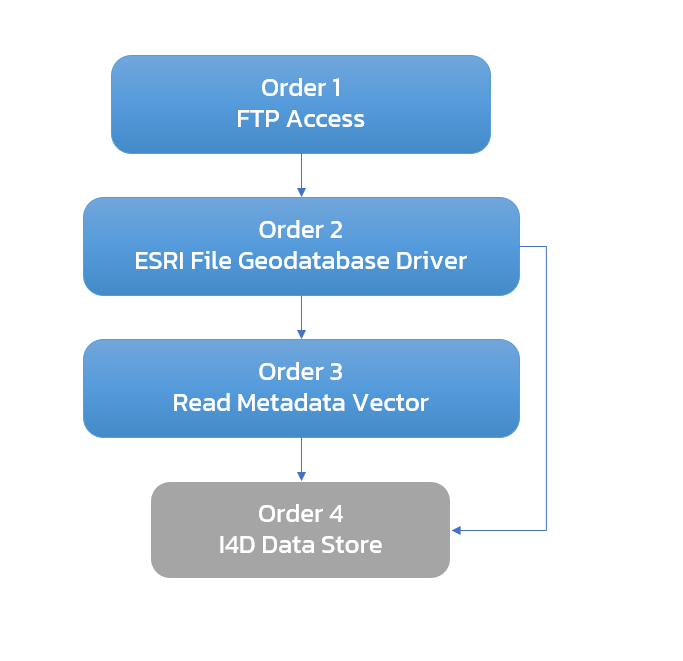 Order 1
FTP Access
Order 2
ESRI File Geodatabase Driver
Order 3
Read Metadata Vector
Order 4
I4D Data Store